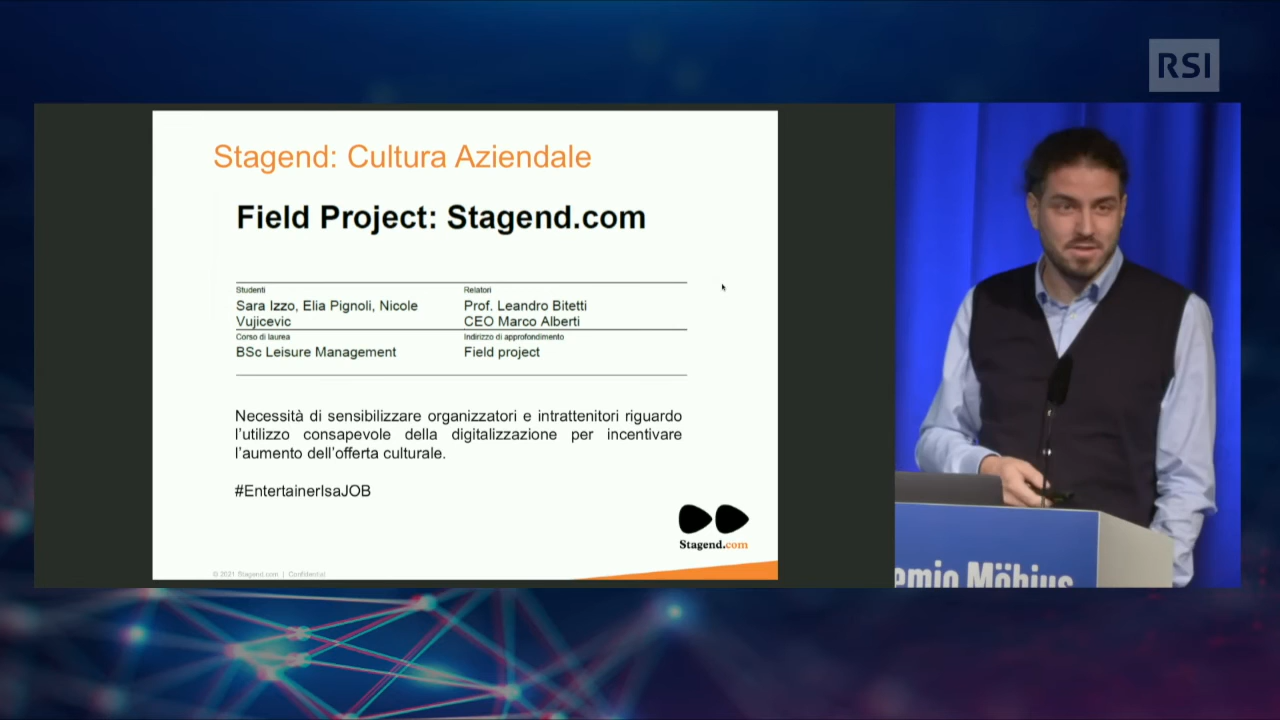 RSI
Stagend: Cultura Aziendale
Field Project: Stagend.com
Studenti
Sara Izzo, Elia Pignoli, Nicole
Vujicevic
Relatori
Prof. Leandro Bitetti
CEO Marco Alberti
Corso di laurea
BSc Leisure Management
Indirizzo di approfondimento
Field project
Necessità di sensibilizzare organizzatori e intrattenitori riguardo
l'utilizzo consapevole della digitalizzazione per incentivare
l'aumento dell'offerta culturale.
#EntertainerIsaJOB
Stagend.com
© 2021 Stagend.com | Confidential
emio Möbius